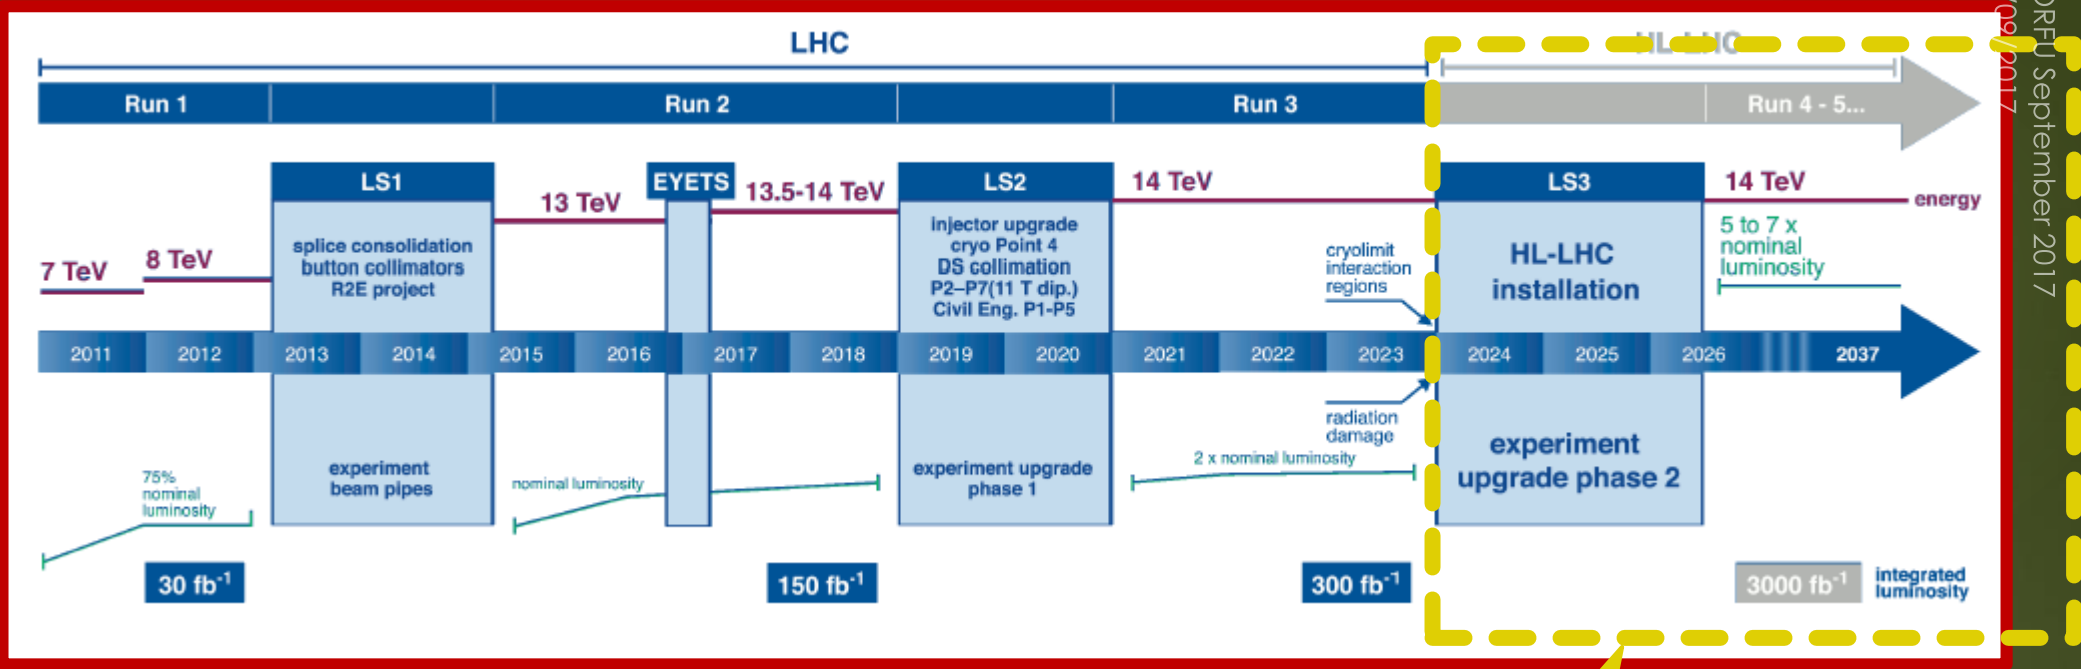 LHC
HL-LHC
Run 1
Run 2
Run 3
Run 4 - 5...
LS1
EYETS
LS2
LS3
7 TeV
8 TeV
13 TeV
13.5-14 TeV
14 TeV
14 TeV
energy
splice consolidation
button collimators
R2E project
injector upgrade
cryo Point 4
DS collimation
P2–P7(11 T dip.)
Civil Eng. P1-P5
cryolimit
interaction
regions
HL-LHC
installation
5 to 7 x
nominal
luminosity
2011 2012 2013 2014 2015 2016 2017 2018 2019 2020 2021 2022 2023 2024 2025 2026 2037
75%
nominal
luminosity
experiment
beam pipes
nominal luminosity
experiment upgrade
phase 1
radiation
damage
2 x nominal luminosity
experiment
upgrade phase 2
30 fb⁻¹
150 fb⁻¹
300 fb⁻¹
3000 fb⁻¹
integrated
luminosity
September 2017
/09/2017